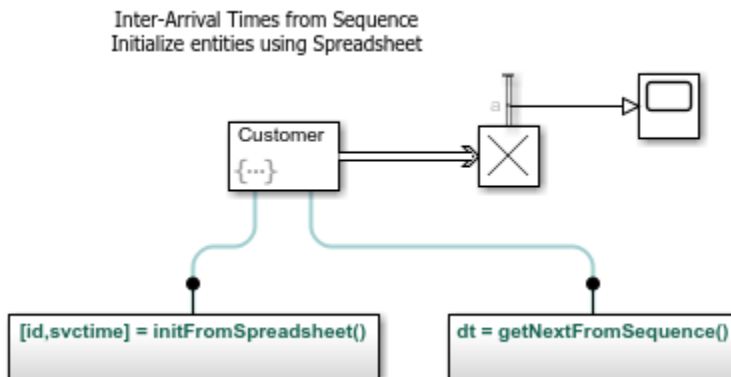 Inter-Arrival Times from Sequence
Initialize entities using Spreadsheet
a
Customer
{...}
[id,svctime] = initFromSpreadsheet()
dt = getNextFromSequence()